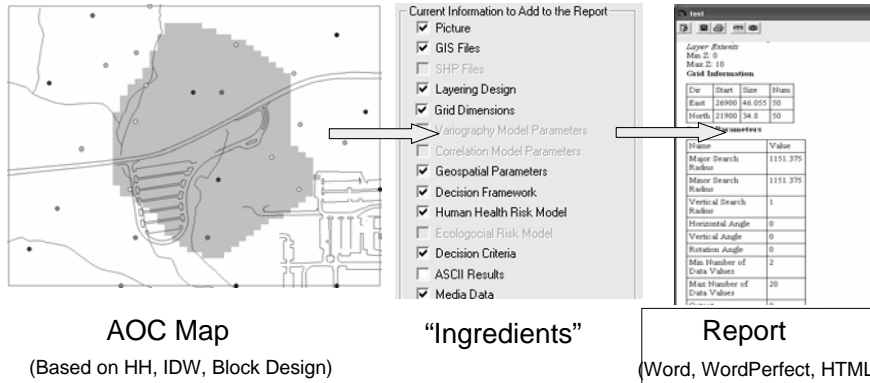 Current Information to Add to the Report
Picture
GIS Files
SHP Files
Layering Design
Grid Dimensions
Variography Model Parameters
Correlation Model Parameters
Geospatial Parameters
Decision Framework
Human Health Risk Model
Ecologocial Risk Model
Decision Criteria
ASCII Results
Media Data
test
Layer Extents
Min Z: 0
Max Z: 10
Grid Information
Dir Start Size Num
East 26900 46.055 50
North 21900 34.8 50
Parameters
Name Value
Major Search Radius 1151.375
Minor Search Radius 1151.375
Vertical Search Radius 1
Horizontal Angle 0
Vertical Angle 0
Rotation Angle 0
Min Number of Data Values 2
Max Number of Data Values 20
AOC Map
(Based on HH, IDW, Block Design)
“Ingredients”
Report
(Word, WordPerfect, HTML